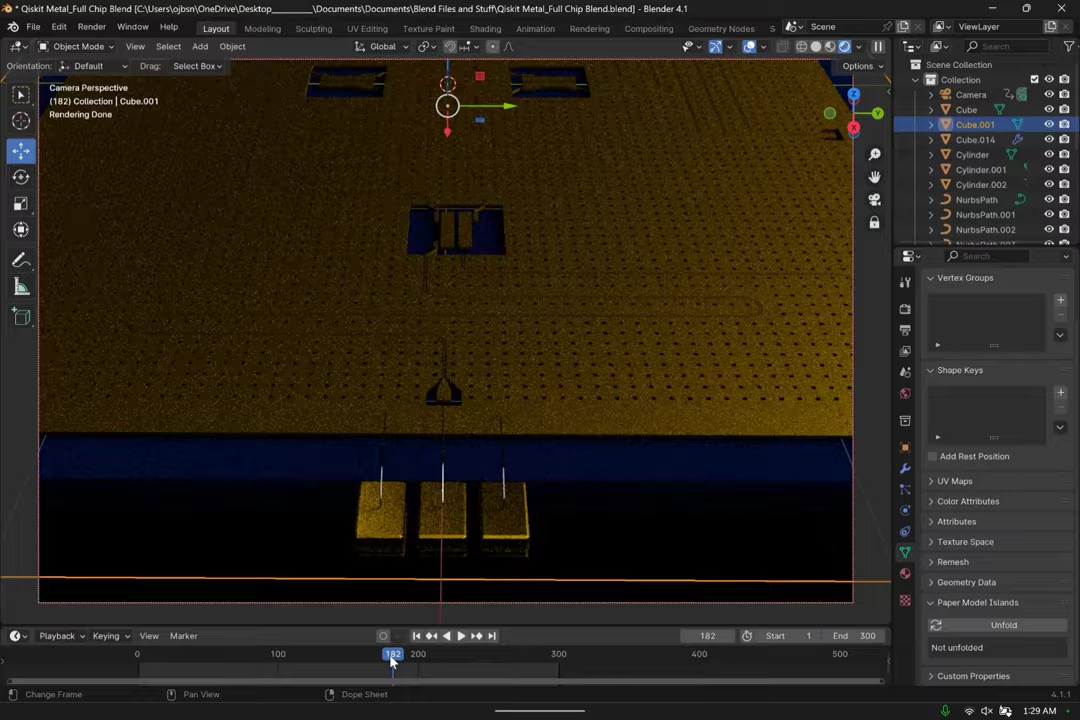 * Qiskit Metal_Full Chip Blend [C:\Users\ojbsn\OneDrive\Desktop_________\Documents\Documents\Blend Files and Stuff\Qiskit Metal_Full Chip Blend.blend] - Blender 4.1
File Edit Render Window Help Layout Modeling Sculpting UV Editing Texture Paint Shading Animation Rendering Compositing Geometry Nodes S Scene ViewLayer
Object Mode View Select Add Object Global Search
Orientation: Default Drag: Select Box Options
Scene Collection
Collection
Camera
Cube
Cube.001
Cube.014
Cylinder
Cylinder.001
Cylinder.002
NurbsPath
NurbsPath.001
NurbsPath.002
Camera Perspective
(182) Collection | Cube.001
Rendering Done
Z
Y
X
Search
Vertex Groups
Shape Keys
Add Rest Position
UV Maps
Color Attributes
Attributes
Texture Space
Remesh
Geometry Data
Paper Model Islands
Unfold
Not unfolded
Custom Properties
Playback Keying View Marker 182 Start 1 End 300
0 100 182 200 300 400 500
Change Frame Pan View Dope Sheet 4.1.1
1:29 AM